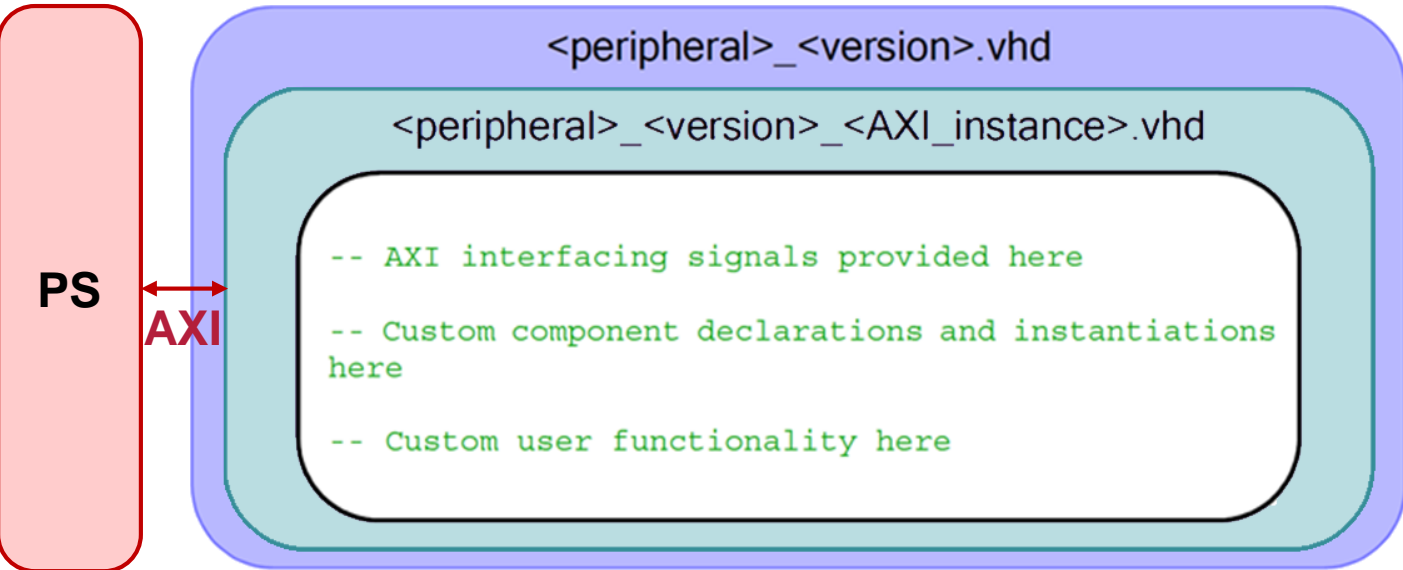 <peripheral>_<version>.vhd
<peripheral>_<version>_<AXI_instance>.vhd
-- AXI interfacing signals provided here
PS
AXI
-- Custom component declarations and instantiations
here
-- Custom user functionality here